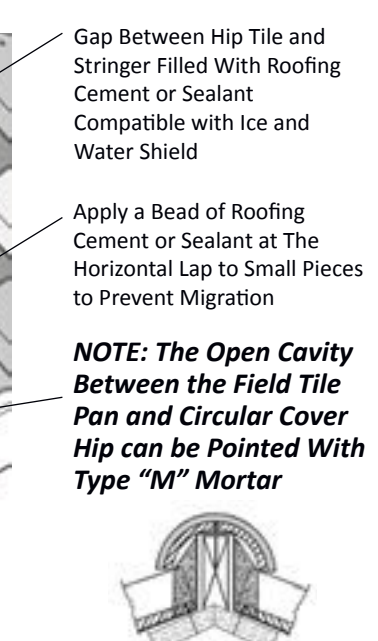 Gap Between Hip Tile and
Stringer Filled With Roofing
Cement or Sealant
Compatible with Ice and
Water Shield
Apply a Bead of Roofing
Cement or Sealant at The
Horizontal Lap to Small Pieces
to Prevent Migration
NOTE: The Open Cavity
Between the Field Tile
Pan and Circular Cover
Hip can be Pointed With
Type “M” Mortar